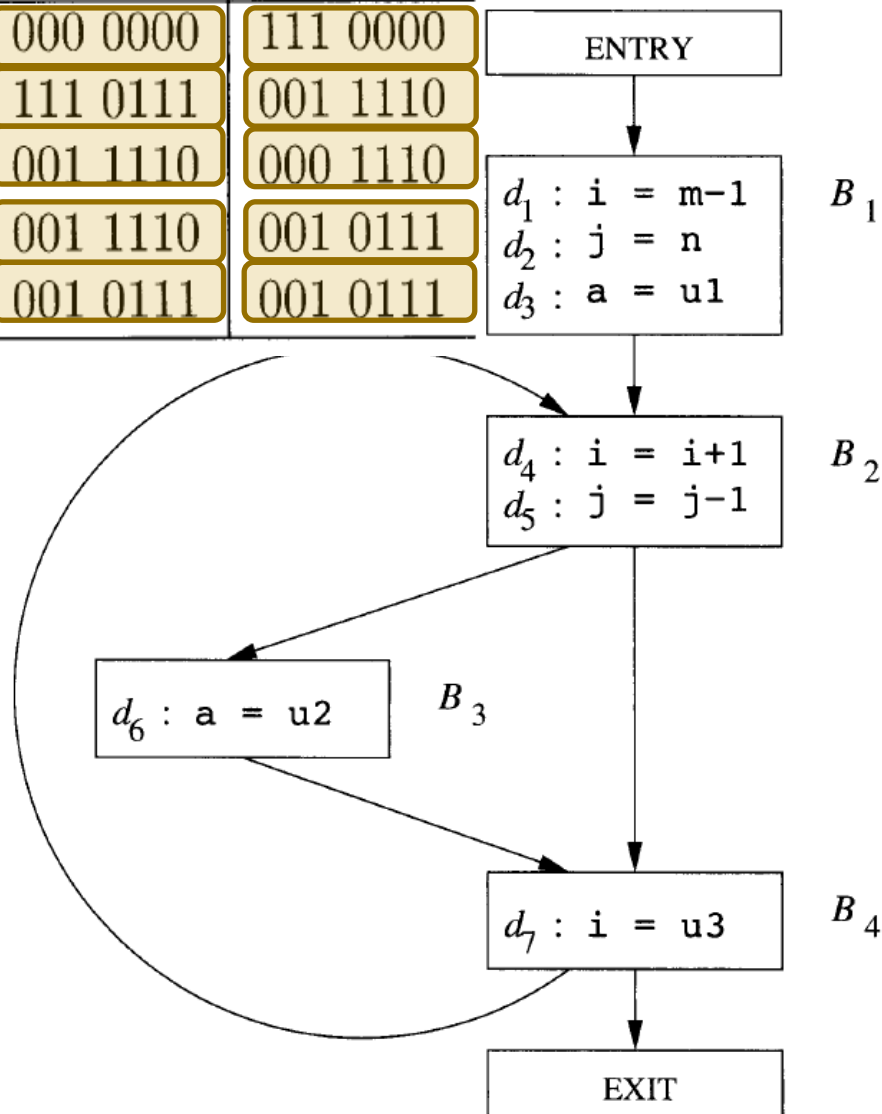 000 0000 111 0000
111 0111 001 1110
001 1110 000 1110
001 1110 001 0111
001 0111 001 0111
ENTRY
d1 : i = m-1
d2 : j = n
d3 : a = u1
B1
d4 : i = i+1
d5 : j = j-1
B2
d6 : a = u2
B3
d7 : i = u3
B4
EXIT